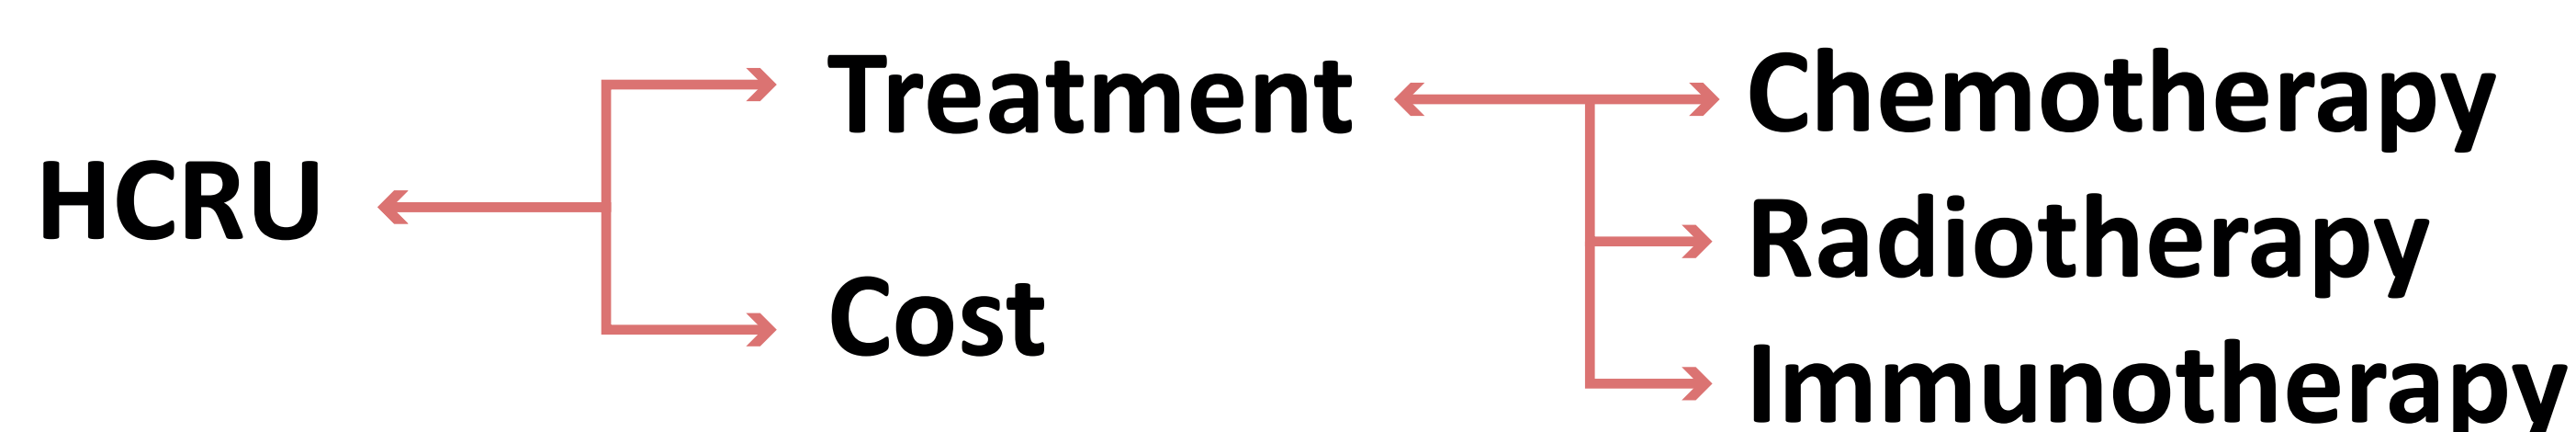 HCRU
Treatment
Cost
Chemotherapy
Radiotherapy
Immunotherapy